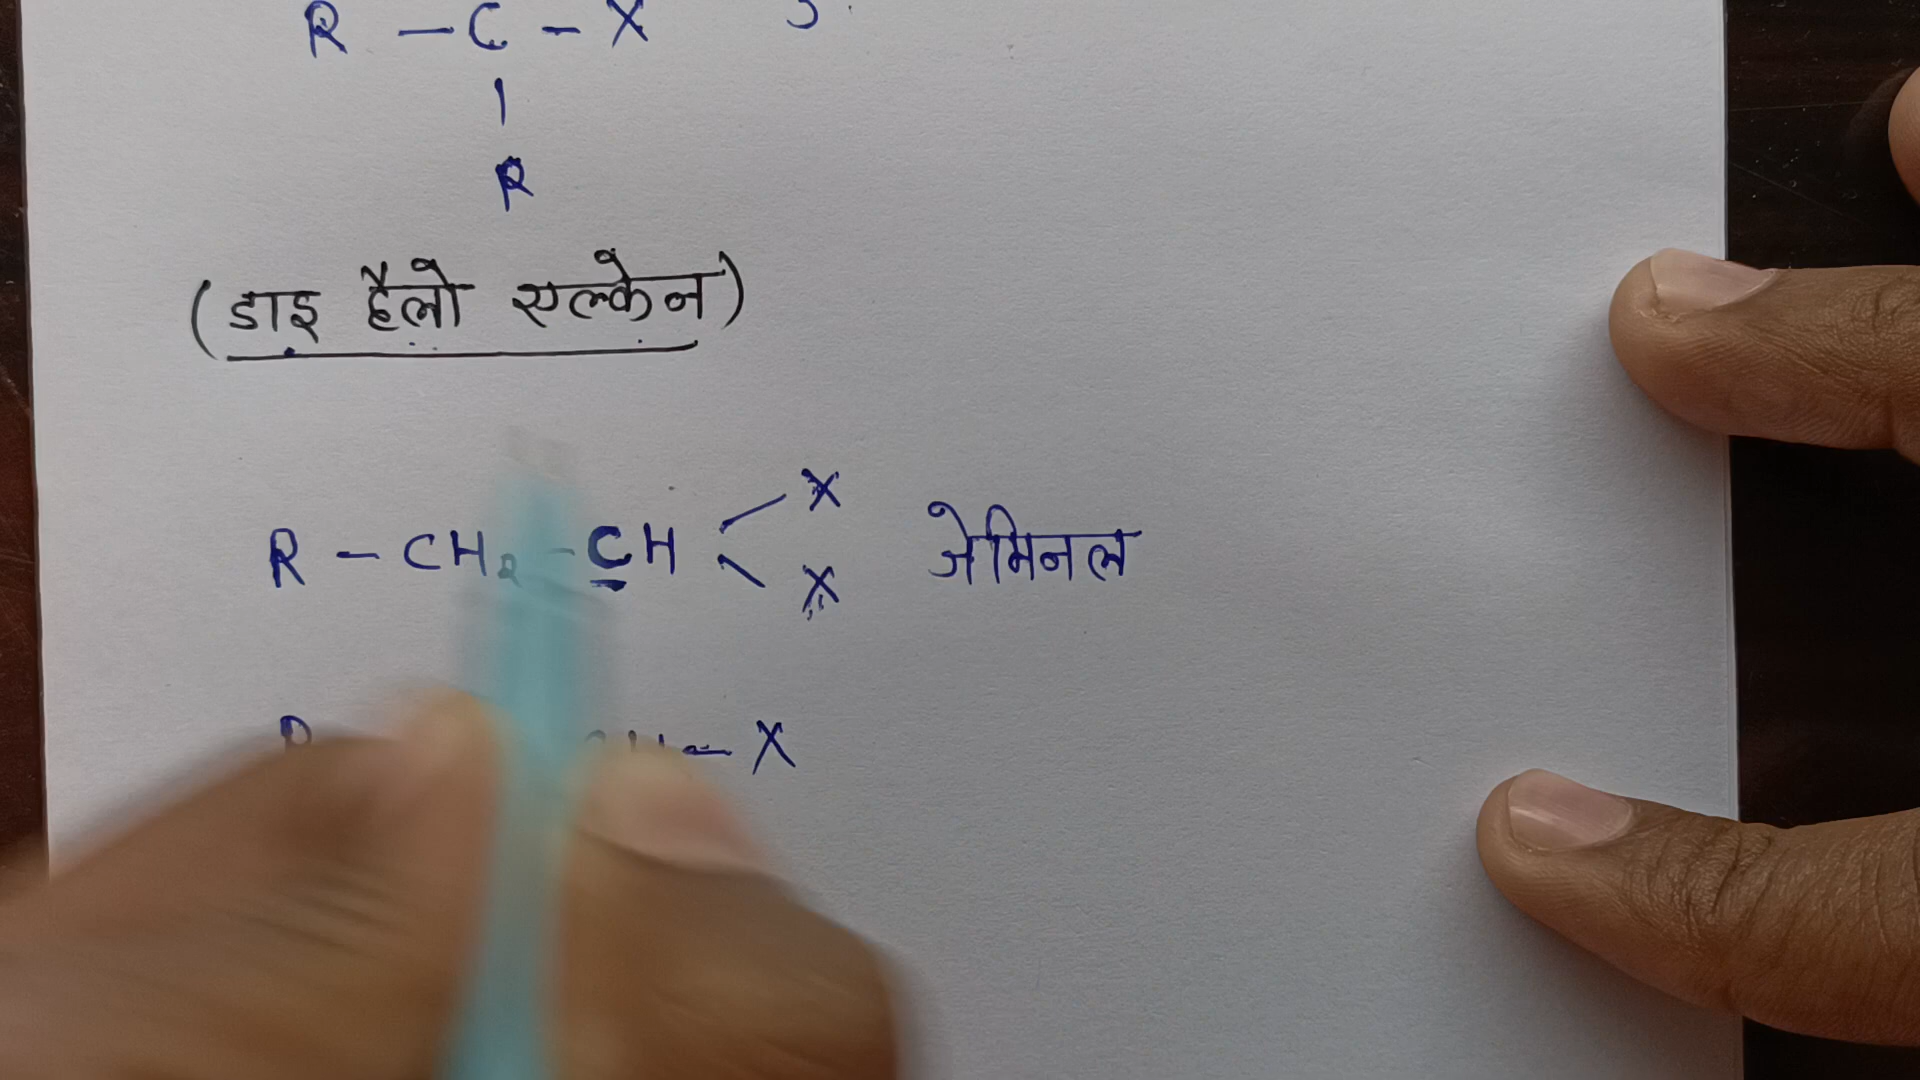 R – C – X
|
R
(डाइ हैलो एल्केन)
X
R – CH₂ – CH < जेमिनल
X
R – X